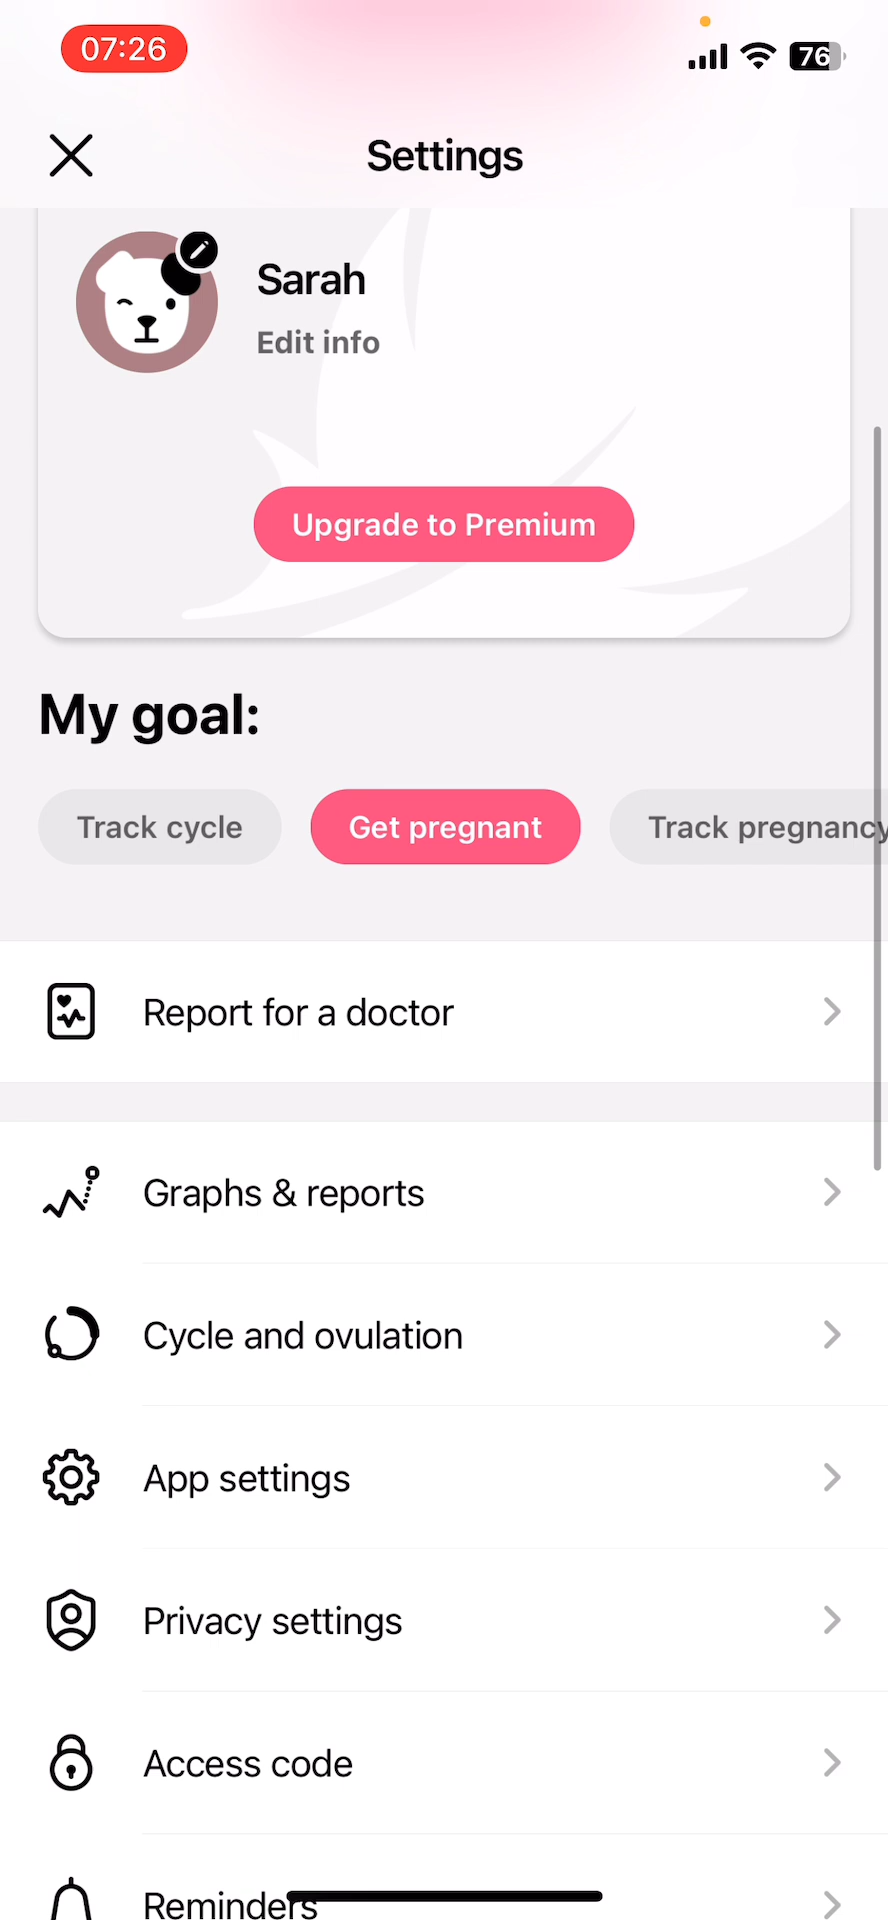 07:26
76
Settings
Sarah
Edit info
Upgrade to Premium
My goal:
Track cycle
Get pregnant
Track pregnancy
Report for a doctor
Graphs & reports
Cycle and ovulation
App settings
Privacy settings
Access code
Reminders